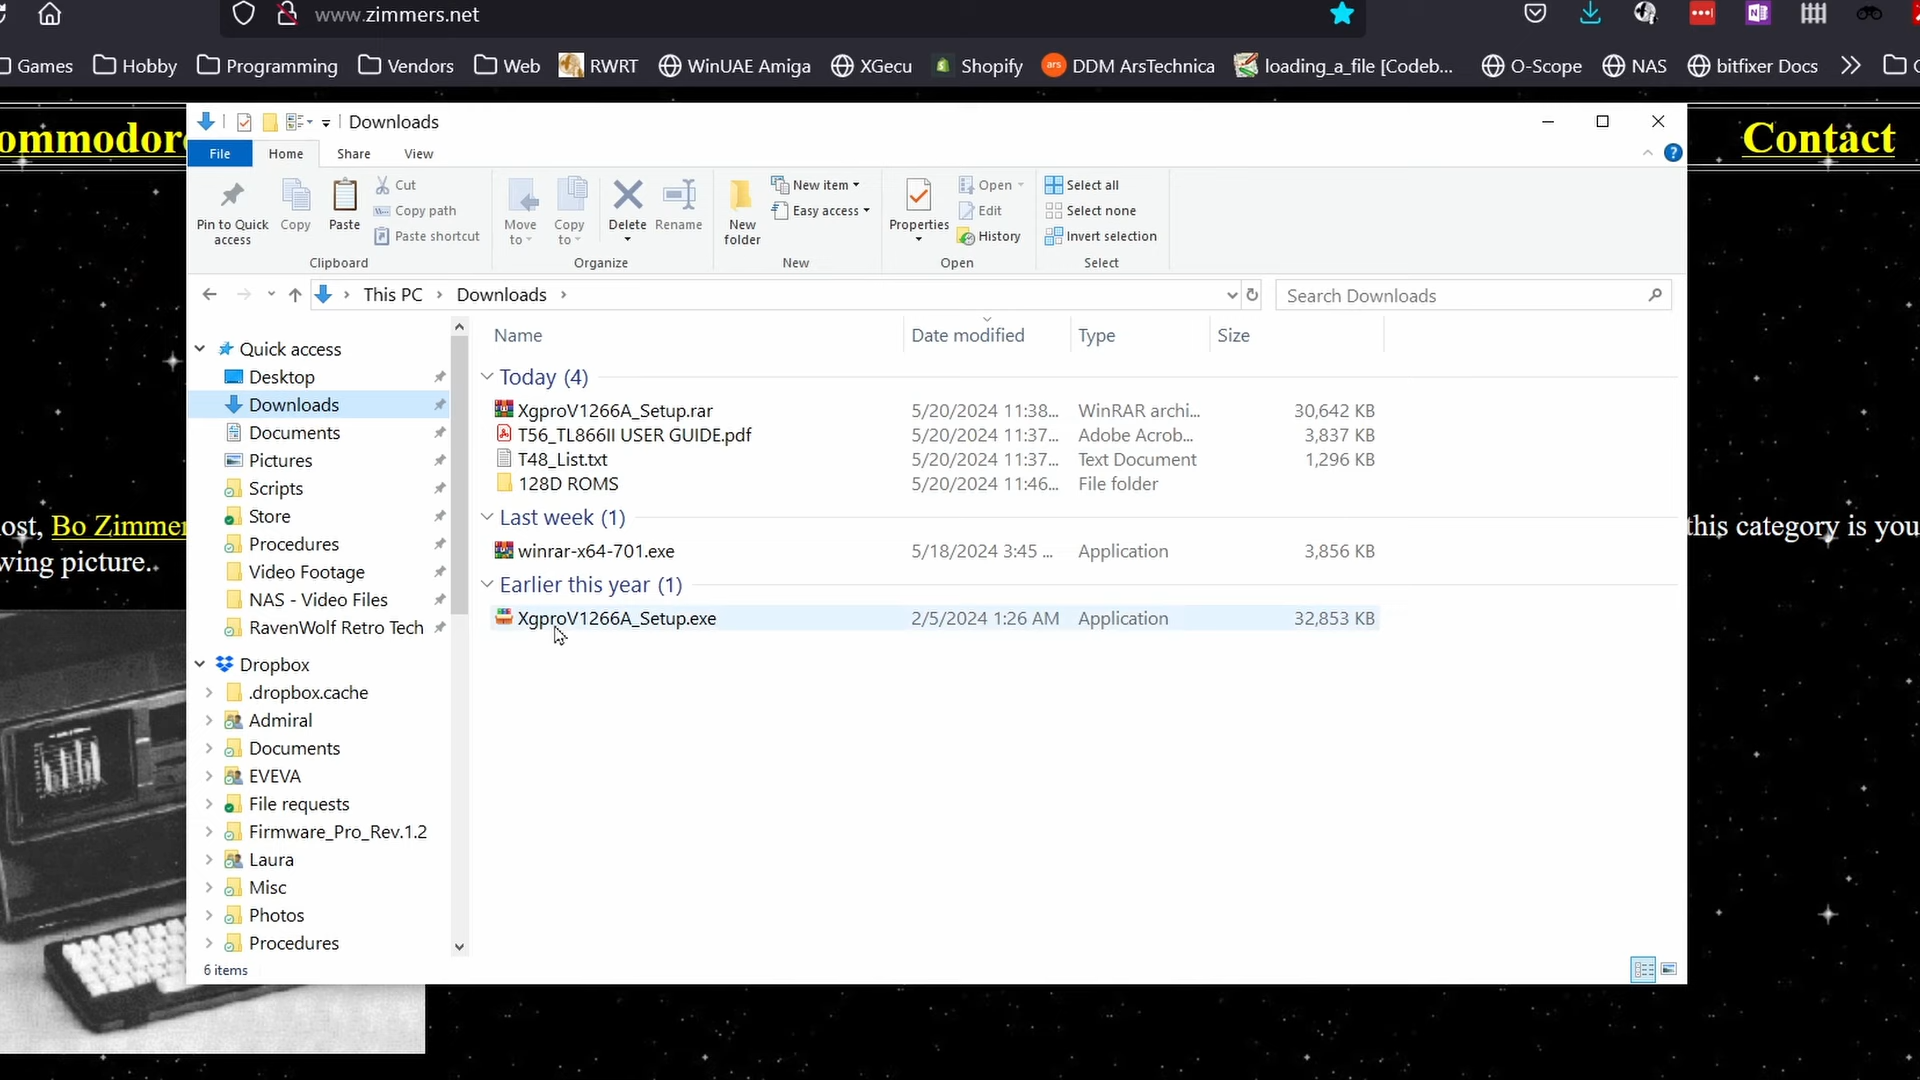 www.zimmers.net
Games Hobby Programming Vendors Web RWRT WinUAE Amiga XGecu Shopify DDM ArsTechnica loading_a_file [Codeb... O-Scope NAS bitfixer Docs
ommodore
Contact
Downloads
File Home Share View
Pin to Quick access
Copy
Paste
Cut
Copy path
Paste shortcut
Clipboard
Move to
Copy to
Delete
Rename
Organize
New folder
New item
Easy access
New
Properties
Open
Edit
History
Open
Select all
Select none
Invert selection
Select
This PC Downloads
Search Downloads
Quick access
Desktop
Downloads
Documents
Pictures
Scripts
Store
Procedures
Video Footage
NAS - Video Files
RavenWolf Retro Tech
Dropbox
.dropbox.cache
Admiral
Documents
EVEVA
File requests
Firmware_Pro_Rev.1.2
Laura
Misc
Photos
Procedures
Name Date modified Type Size
Today (4)
XgproV1266A_Setup.rar 5/20/2024 11:38... WinRAR archi... 30,642 KB
T56_TL866II USER GUIDE.pdf 5/20/2024 11:37... Adobe Acrob... 3,837 KB
T48_List.txt 5/20/2024 11:37... Text Document 1,296 KB
128D ROMS 5/20/2024 11:46... File folder
Last week (1)
winrar-x64-701.exe 5/18/2024 3:45 ... Application 3,856 KB
Earlier this year (1)
XgproV1266A_Setup.exe 2/5/2024 1:26 AM Application 32,853 KB
6 items
ost, Bo Zimmer
wing picture.
this category is you